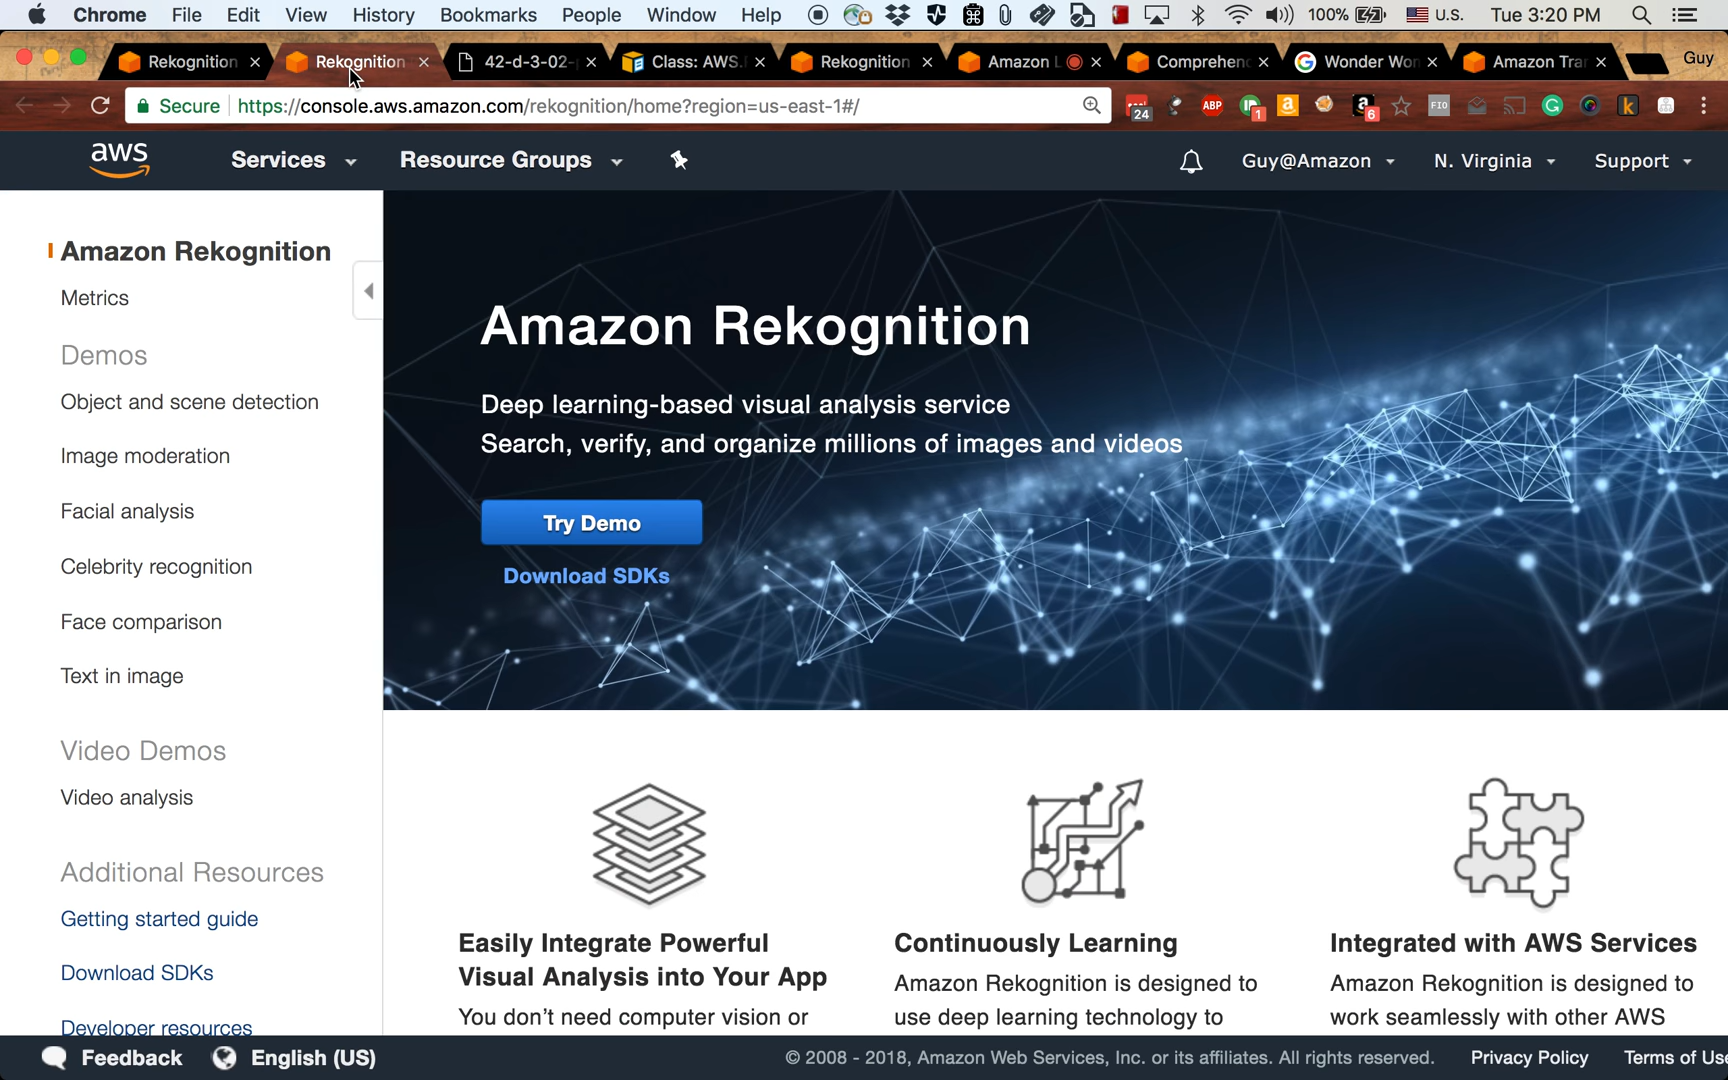 Chrome File Edit View History Bookmarks People Window Help 100% U.S. Tue 3:20 PM
Rekognition Rekognition 42-d-3-02- Class: AWS. Rekognition Amazon L Comprehen Wonder Wor Amazon Tra Guy
Secure https://console.aws.amazon.com/rekognition/home?region=us-east-1#/ 24 ABP 1 a a 6 FIO G k
aws Services Resource Groups Guy@Amazon N. Virginia Support
Amazon Rekognition
Metrics
Demos
Object and scene detection
Image moderation
Facial analysis
Celebrity recognition
Face comparison
Text in image
Video Demos
Video analysis
Additional Resources
Getting started guide
Download SDKs
Developer resources
Amazon Rekognition
Deep learning-based visual analysis service
Search, verify, and organize millions of images and videos
Try Demo
Download SDKs
Easily Integrate Powerful
Visual Analysis into Your App
You don't need computer vision or
Continuously Learning
Amazon Rekognition is designed to
use deep learning technology to
Integrated with AWS Services
Amazon Rekognition is designed to
work seamlessly with other AWS
Feedback English (US) © 2008 - 2018, Amazon Web Services, Inc. or its affiliates. All rights reserved. Privacy Policy Terms of Use